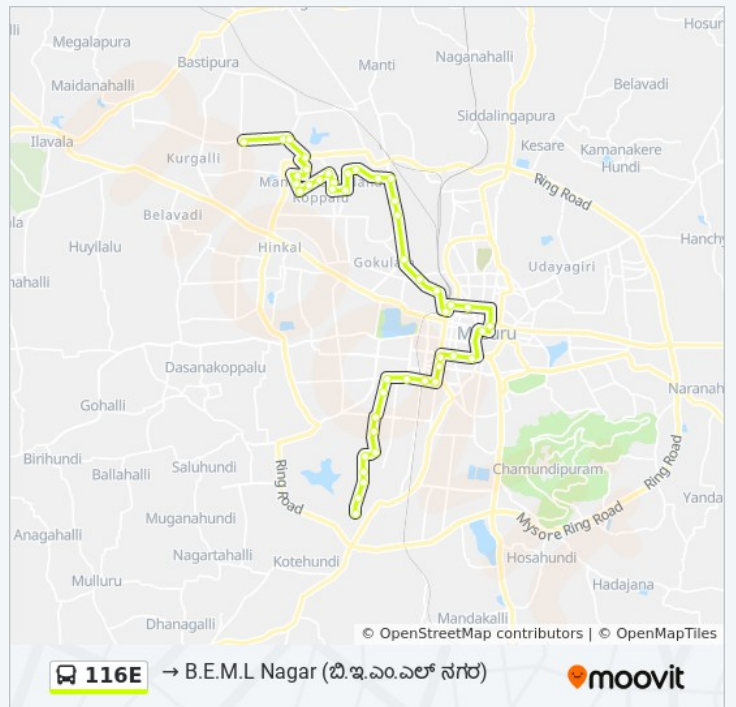 Hosur
Megalapura
Bastipura
Manti
Naganahalli
Maidanahalli
Belavadi
Siddalingapura
Ilavala
Kesare
Kamanakere
Hundi
Kurgalli
Koppalu
Ring Road
Belavadi
Huyilalu
Hinkal
Gokula
Hanchy
Udayagiri
nahalli
Dasanakoppalu
Gohalli
Naranah
Birihundi
Ballahalli
Saluhundi
Chamundipuram
Ring Road
Ring Road
Yanda
Muganahundi
Mysore Ring Road
Anagahalli
Nagartahalli
Kotehundi
Hosahundi
Mulluru
Hadajana
Dhanagalli
Mandakalli
© OpenStreetMap contributors | © OpenMapTiles
116E → B.E.M.L Nagar (ಬಿ.ಇ.ಎಂ.ಎಲ್ ನಗರ)
moovit